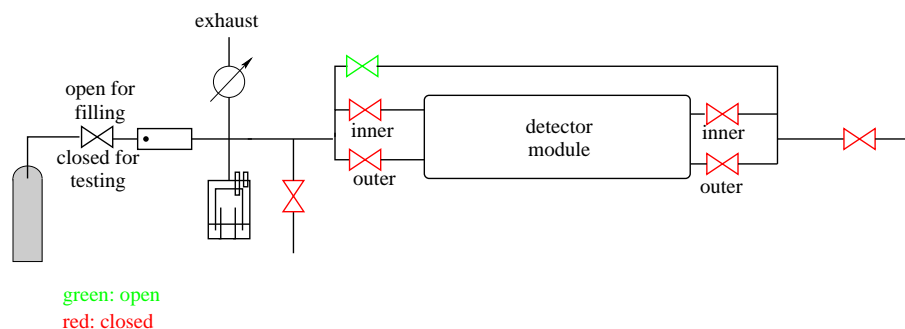 exhaust
open for
filling
closed for
testing
inner
outer
detector
module
inner
outer
green: open
red: closed